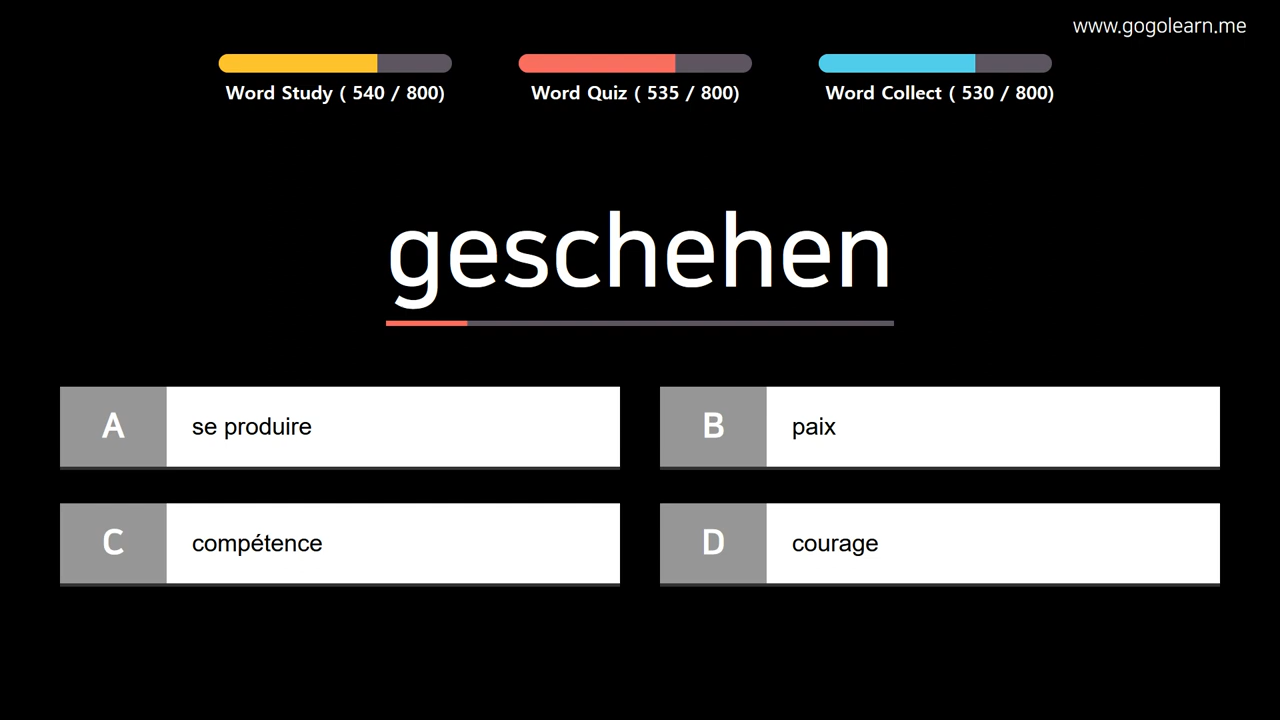 www.gogolearn.me
Word Study ( 540 / 800)
Word Quiz ( 535 / 800)
Word Collect ( 530 / 800)
geschehen
A se produire
B paix
C compétence
D courage